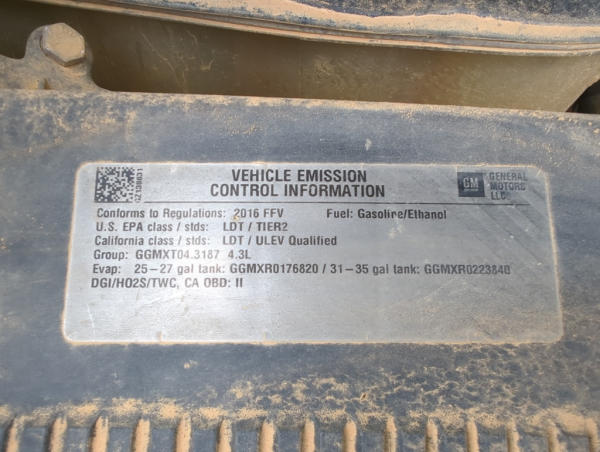 VEHICLE EMISSION
CONTROL INFORMATION
GM
GENERAL
MOTORS
LLC
Conforms to Regulations: 2016 FFV Fuel: Gasoline/Ethanol
U.S. EPA class / stds: LDT / TIER2
California class / stds: LDT / ULEV Qualified
Group: GGMXT04.3187 4.3L
Evap: 25-27 gal tank: GGMXR0176820 / 31-35 gal tank: GGMXR0223840
DGI/HO2S/TWC, CA OBD: II